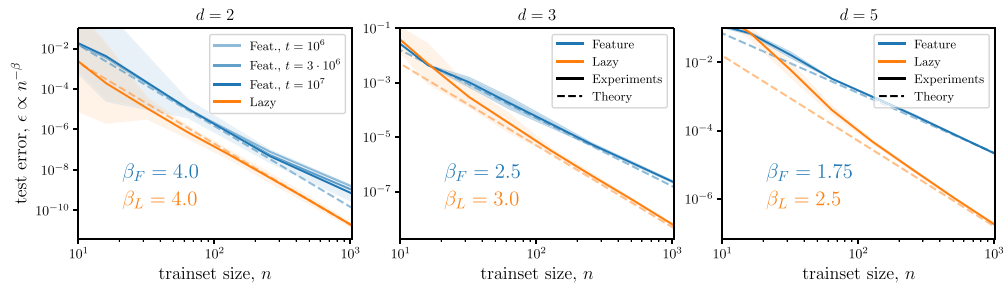 d = 2
test error, ϵ ∝ n^{-β}
10^{-2}
10^{-4}
10^{-6}
10^{-8}
10^{-10}
Feat., t = 10^6
Feat., t = 3 · 10^6
Feat., t = 10^7
Lazy
β_F = 4.0
β_L = 4.0
10^1
10^2
10^3
trainset size, n
d = 3
10^{-1}
10^{-3}
10^{-5}
10^{-7}
Feature
Lazy
Experiments
Theory
β_F = 2.5
β_L = 3.0
10^1
10^2
10^3
trainset size, n
d = 5
10^{-2}
10^{-4}
10^{-6}
Feature
Lazy
Experiments
Theory
β_F = 1.75
β_L = 2.5
10^1
10^2
10^3
trainset size, n